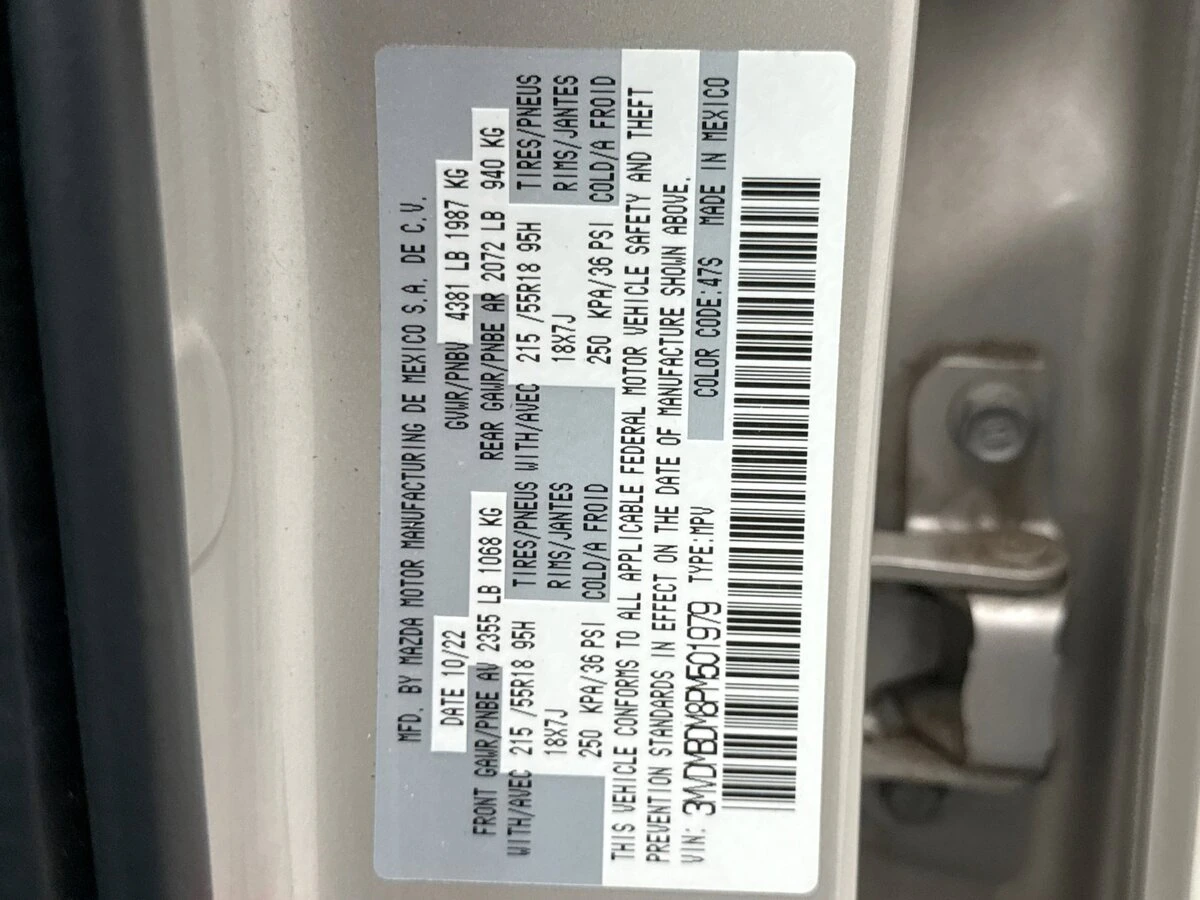 MFD. BY MAZDA MOTOR MANUFACTURING DE MEXICO S.A. DE C.V.
DATE 10/22 GVWR/PNBV 4381 LB 1987 KG
FRONT GAWR/PNBE AV 2355 LB 1068 KG REAR GAWR/PNBE AR 2072 LB 940 KG
WITH/AVEC 215 /55R18 95H TIRES/PNEUS WITH/AVEC 215 /55R18 95H TIRES/PNEUS
18X7J RIMS/JANTES 18X7J RIMS/JANTES
250 KPA/36 PSI COLD/A FROID 250 KPA/36 PSI COLD/A FROID
THIS VEHICLE CONFORMS TO ALL APPLICABLE FEDERAL MOTOR VEHICLE SAFETY AND THEFT
PREVENTION STANDARDS IN EFFECT ON THE DATE OF MANUFACTURE SHOWN ABOVE.
VIN: 3MVDMBDM8PM501979 TYPE:MPV COLOR CODE:47S MADE IN MEXICO